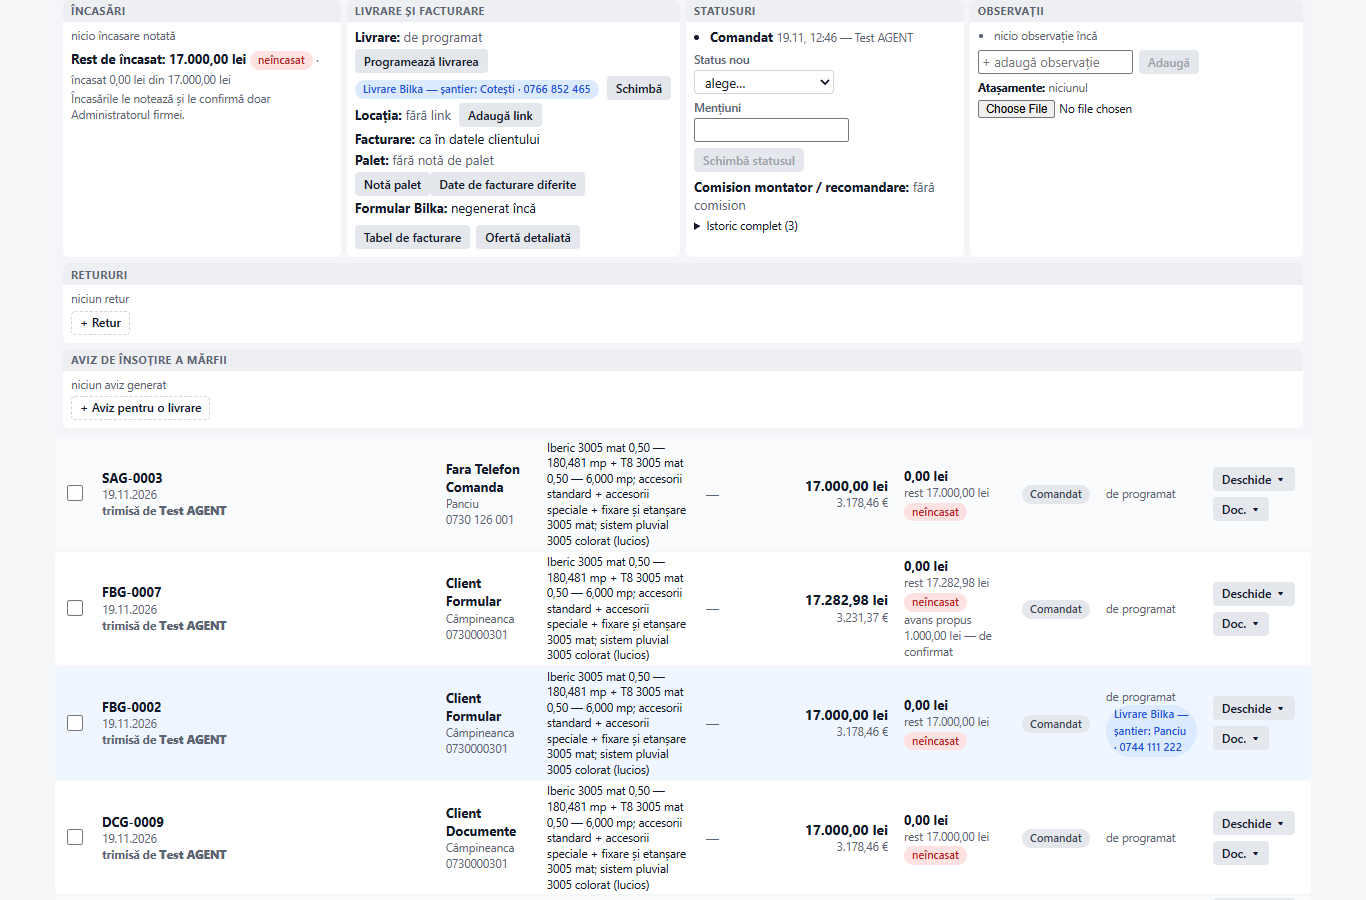 ÎNCASĂRI
nicio încasare notată
Rest de încasat: 17.000,00 lei neîncasat ·
încasat 0,00 lei din 17.000,00 lei
Încasările le notează și le confirmă doar
Administratorul firmei.
LIVRARE ȘI FACTURARE
Livrare: de programat
Programează livrarea
Livrare Bilka — șantier: Cotești · 0766 852 465 Schimbă
Locația: fără link Adaugă link
Facturare: ca în datele clientului
Palet: fără notă de palet
Notă palet Date de facturare diferite
Formular Bilka: negenerat încă
Tabel de facturare Ofertă detaliată
STATUSURI
• Comandat 19.11, 12:46 — Test AGENT
Status nou
alege...
Mențiuni
Schimbă statusul
Comision montator / recomandare: fără
comision
▶ Istoric complet (3)
OBSERVAȚII
• nicio observație încă
+ adaugă observație Adaugă
Atașamente: niciunul
Choose File No file chosen
RETURURI
niciun retur
+ Retur
AVIZ DE ÎNSOȚIRE A MĂRFII
niciun aviz generat
+ Aviz pentru o livrare
SAG-0003
19.11.2026
trimisă de Test AGENT
Fara Telefon
Comanda
Panciu
0730 126 001
Iberic 3005 mat 0,50 —
180,481 mp + T8 3005 mat
0,50 — 6,000 mp; accesorii
standard + accesorii
speciale + fixare și etanșare
3005 mat; sistem pluvial
3005 colorat (lucios)
—
17.000,00 lei
3.178,46 €
0,00 lei
rest 17.000,00 lei
neîncasat
Comandat
de programat
Deschide ▾
Doc. ▾
FBG-0007
19.11.2026
trimisă de Test AGENT
Client
Formular
Câmpineanca
0730000301
Iberic 3005 mat 0,50 —
180,481 mp + T8 3005 mat
0,50 — 6,000 mp; accesorii
standard + accesorii
speciale + fixare și etanșare
3005 mat; sistem pluvial
3005 colorat (lucios)
—
17.282,98 lei
3.231,37 €
0,00 lei
rest 17.282,98 lei
neîncasat
avans propus
1.000,00 lei — de
confirmat
Comandat
de programat
Deschide ▾
Doc. ▾
FBG-0002
19.11.2026
trimisă de Test AGENT
Client
Formular
Câmpineanca
0730000301
Iberic 3005 mat 0,50 —
180,481 mp + T8 3005 mat
0,50 — 6,000 mp; accesorii
standard + accesorii
speciale + fixare și etanșare
3005 mat; sistem pluvial
3005 colorat (lucios)
—
17.000,00 lei
3.178,46 €
0,00 lei
rest 17.000,00 lei
neîncasat
Comandat
de programat
Livrare Bilka —
șantier: Panciu
· 0744 111 222
Deschide ▾
Doc. ▾
DCG-0009
19.11.2026
trimisă de Test AGENT
Client
Documente
Câmpineanca
0730000301
Iberic 3005 mat 0,50 —
180,481 mp + T8 3005 mat
0,50 — 6,000 mp; accesorii
standard + accesorii
speciale + fixare și etanșare
3005 mat; sistem pluvial
3005 colorat (lucios)
—
17.000,00 lei
3.178,46 €
0,00 lei
rest 17.000,00 lei
neîncasat
Comandat
de programat
Deschide ▾
Doc. ▾